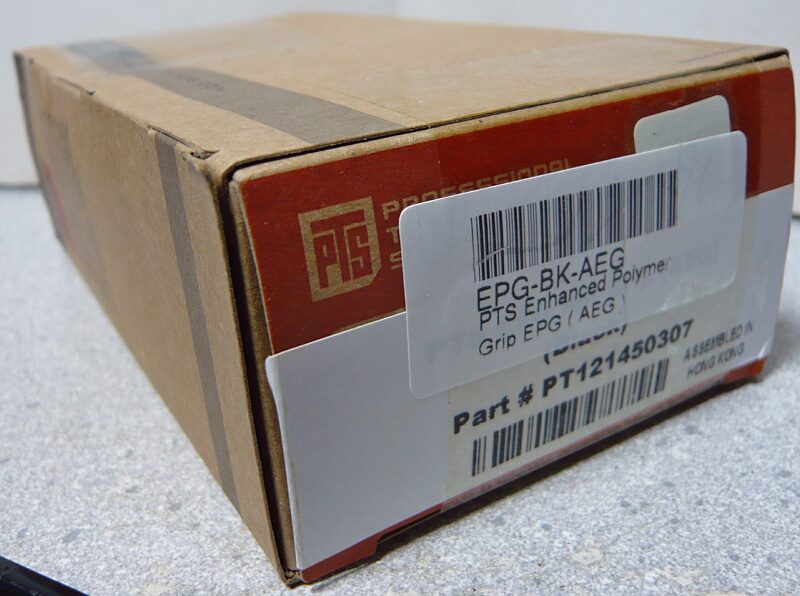 PTS
PROFESSIONAL
T
S
EPG-BK-AEG
PTS Enhanced Polymer
Grip EPG ( AEG )
(Black)
Part # PT121450307
ASSEMBLED IN
HONG KONG